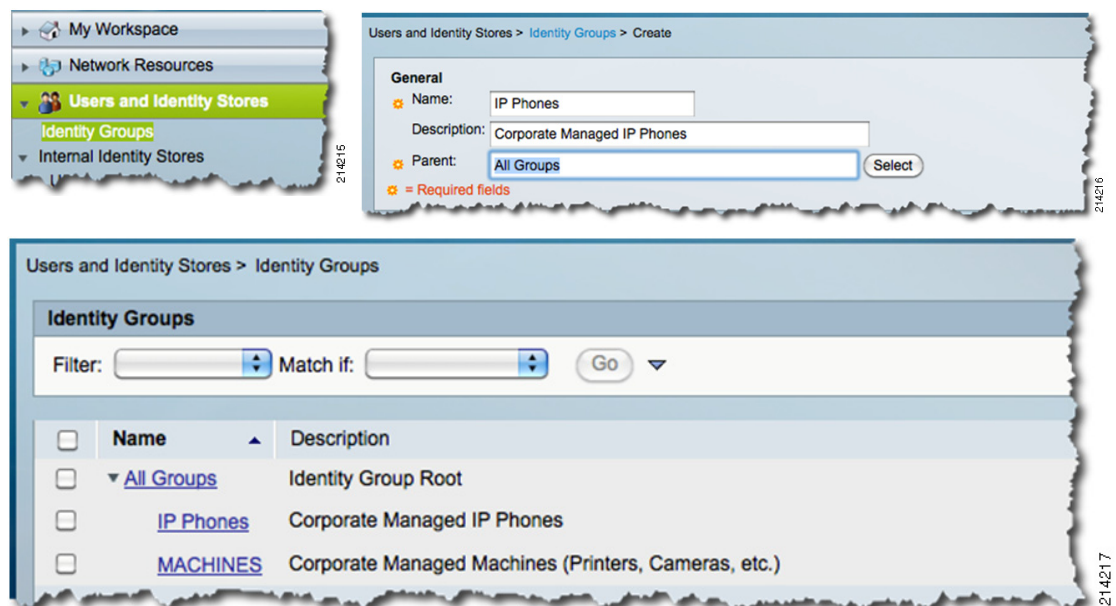 My Workspace
Network Resources
Users and Identity Stores
Identity Groups
Internal Identity Stores
214215
Users and Identity Stores > Identity Groups > Create
General
Name: IP Phones
Description: Corporate Managed IP Phones
Parent: All Groups Select
= Required fields
214216
Users and Identity Stores > Identity Groups
Identity Groups
Filter: Match if: Go
Name Description
All Groups Identity Group Root
IP Phones Corporate Managed IP Phones
MACHINES Corporate Managed Machines (Printers, Cameras, etc.)
214217